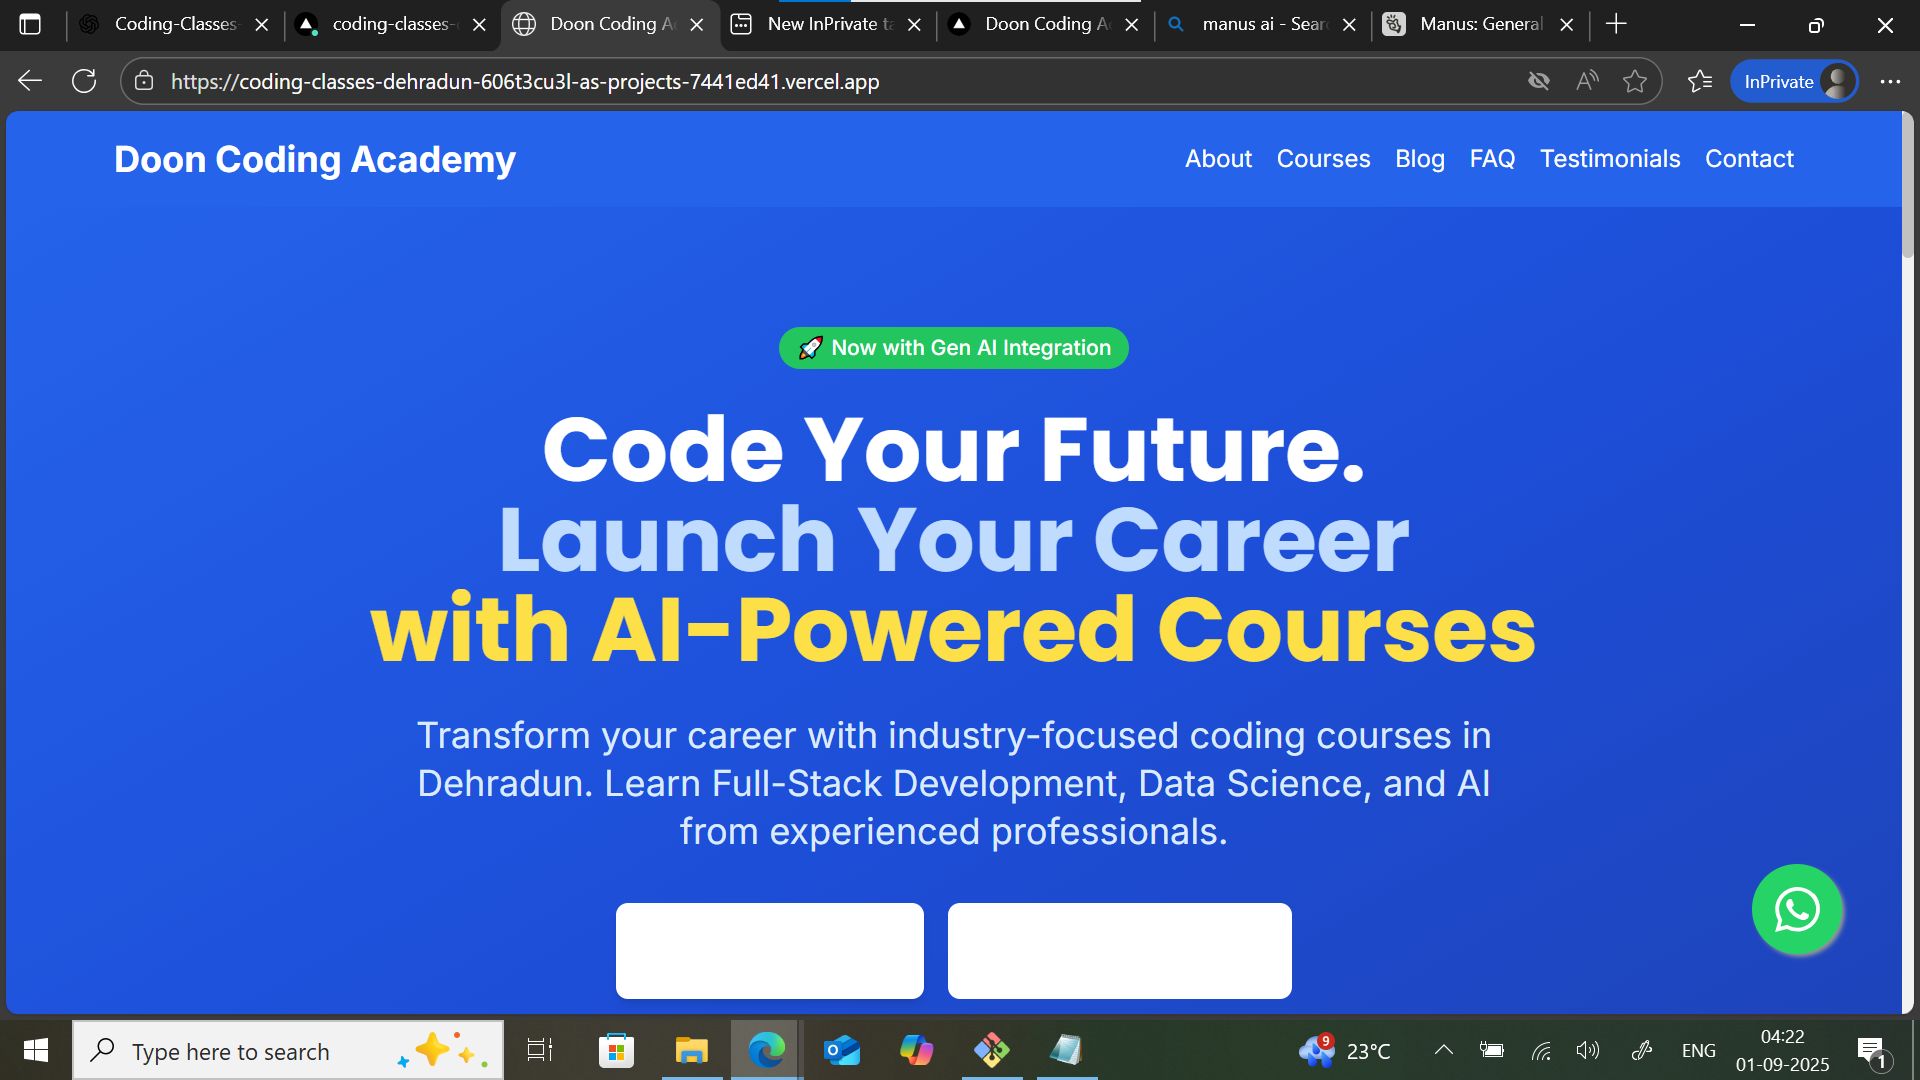 Coding-Classes-
coding-classes-
Doon Coding A
New InPrivate ta
Doon Coding A
manus ai - Sear
Manus: General
https://coding-classes-dehradun-606t3cu3l-as-projects-7441ed41.vercel.app
InPrivate
Doon Coding Academy
About Courses Blog FAQ Testimonials Contact
🚀 Now with Gen AI Integration
Code Your Future.
Launch Your Career
with AI-Powered Courses
Transform your career with industry-focused coding courses in
Dehradun. Learn Full-Stack Development, Data Science, and AI
from experienced professionals.
Type here to search
9
23°C
ENG
04:22
01-09-2025
1